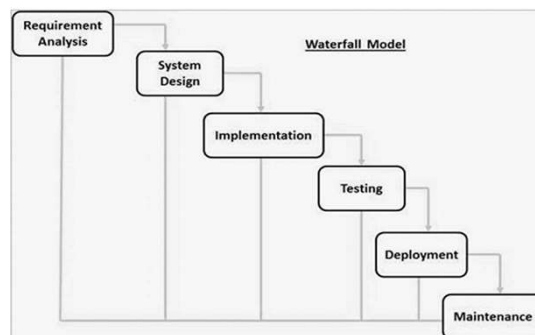 Requirement
Analysis
Waterfall Model
System
Design
Implementation
Testing
Deployment
Maintenance